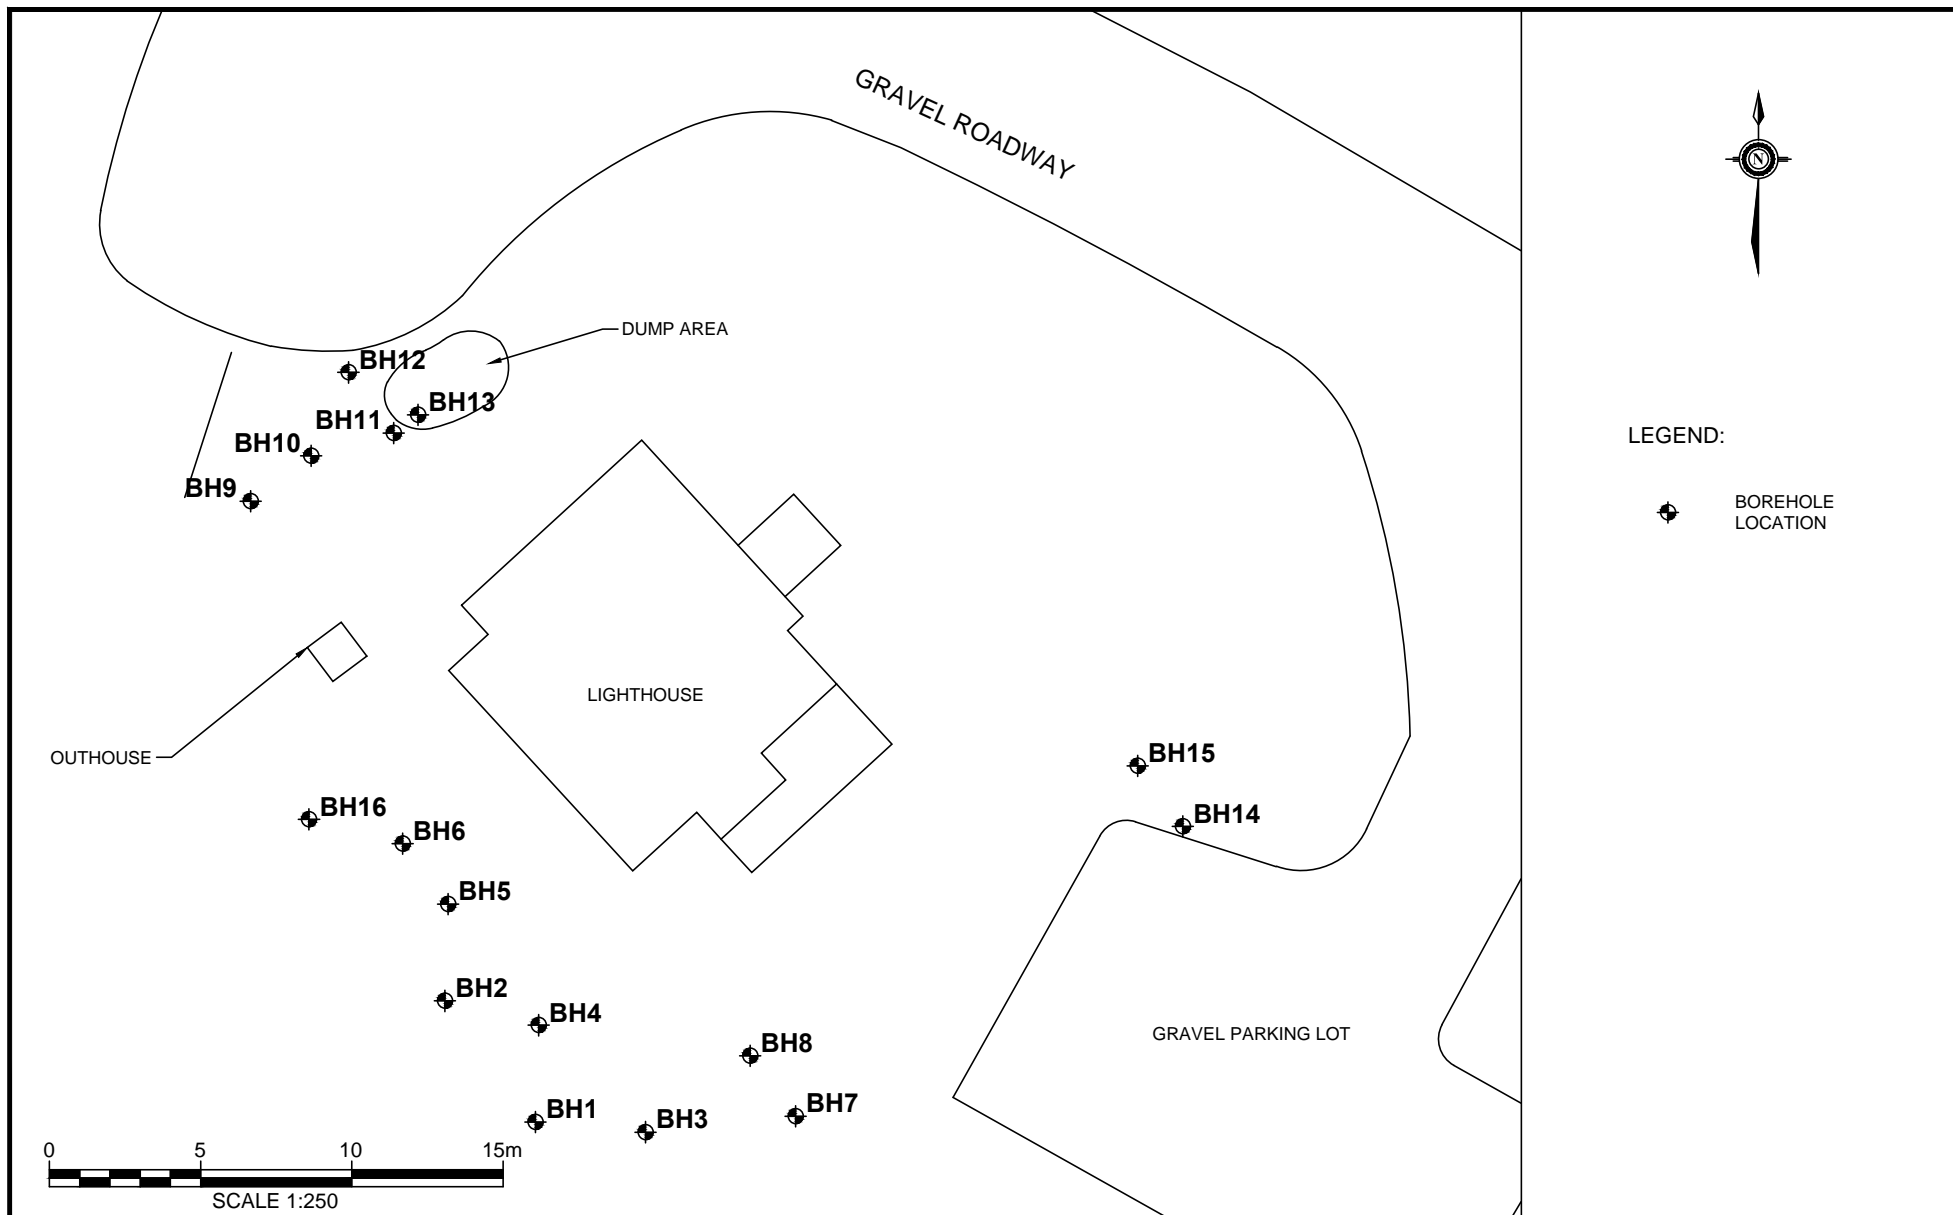 GRAVEL ROADWAY
N
DUMP AREA
BH12
BH13
BH11
BH10
BH9
LEGEND:
BOREHOLE
LOCATION
LIGHTHOUSE
OUTHOUSE
BH15
BH14
BH16
BH6
BH5
BH2
BH4
BH8
GRAVEL PARKING LOT
BH1
BH3
BH7
0 5 10 15m
SCALE 1:250